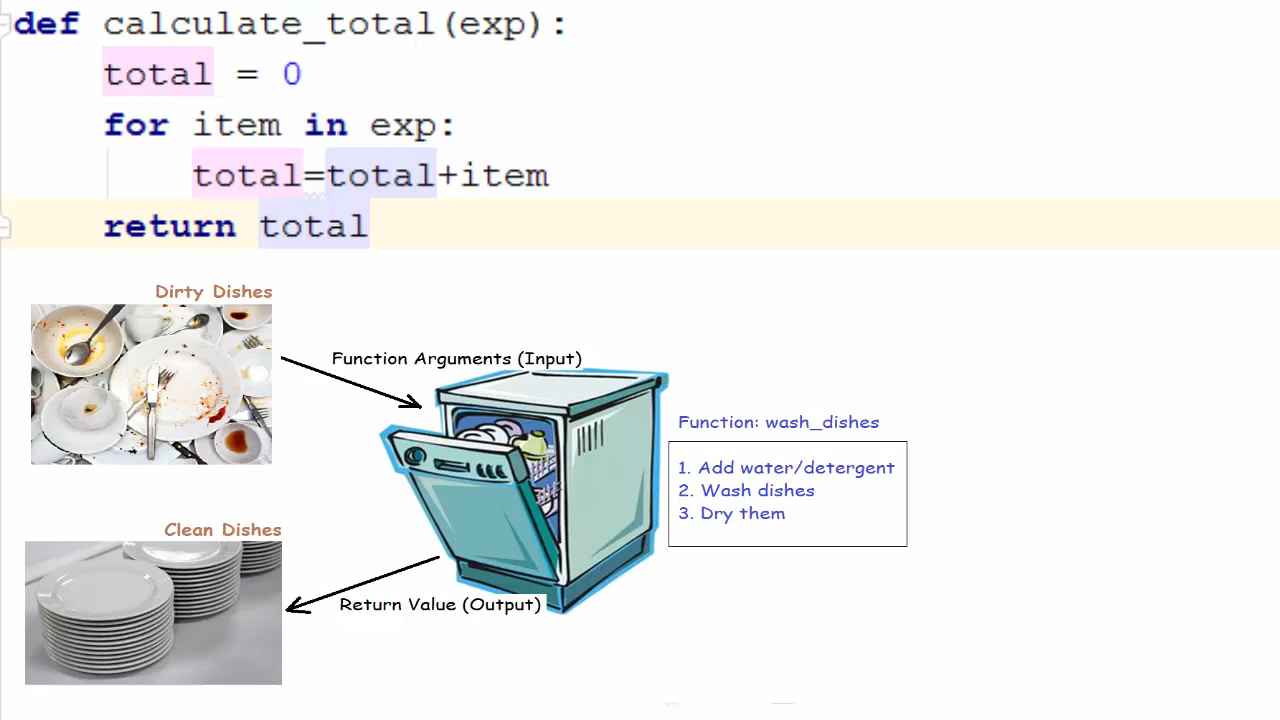 def calculate_total(exp):
total = 0
for item in exp:
total=total+item
return total
Dirty Dishes
Function Arguments (Input)
Function: wash_dishes
1. Add water/detergent
2. Wash dishes
3. Dry them
Clean Dishes
Return Value (Output)